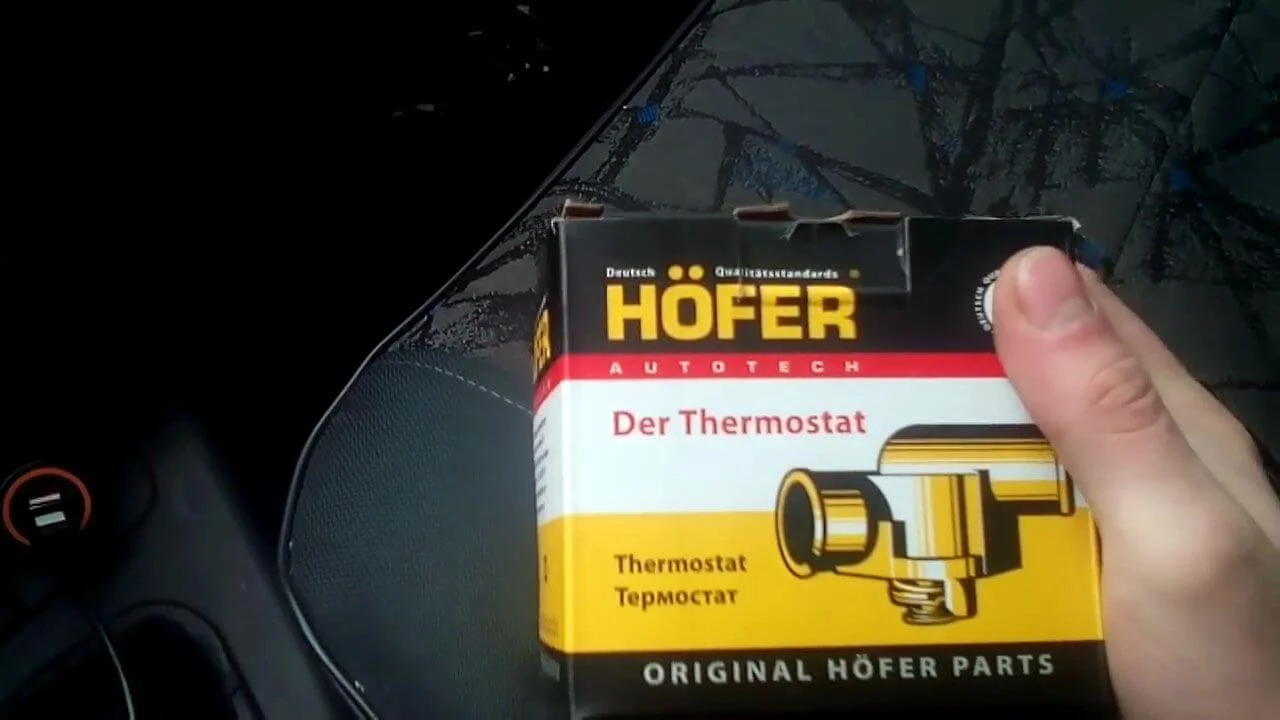 Deutsch Qualitätsstandards
HÖFER
AUTOTECH
Der Thermostat
Thermostat
Термостат
ORIGINAL HÖFER PARTS